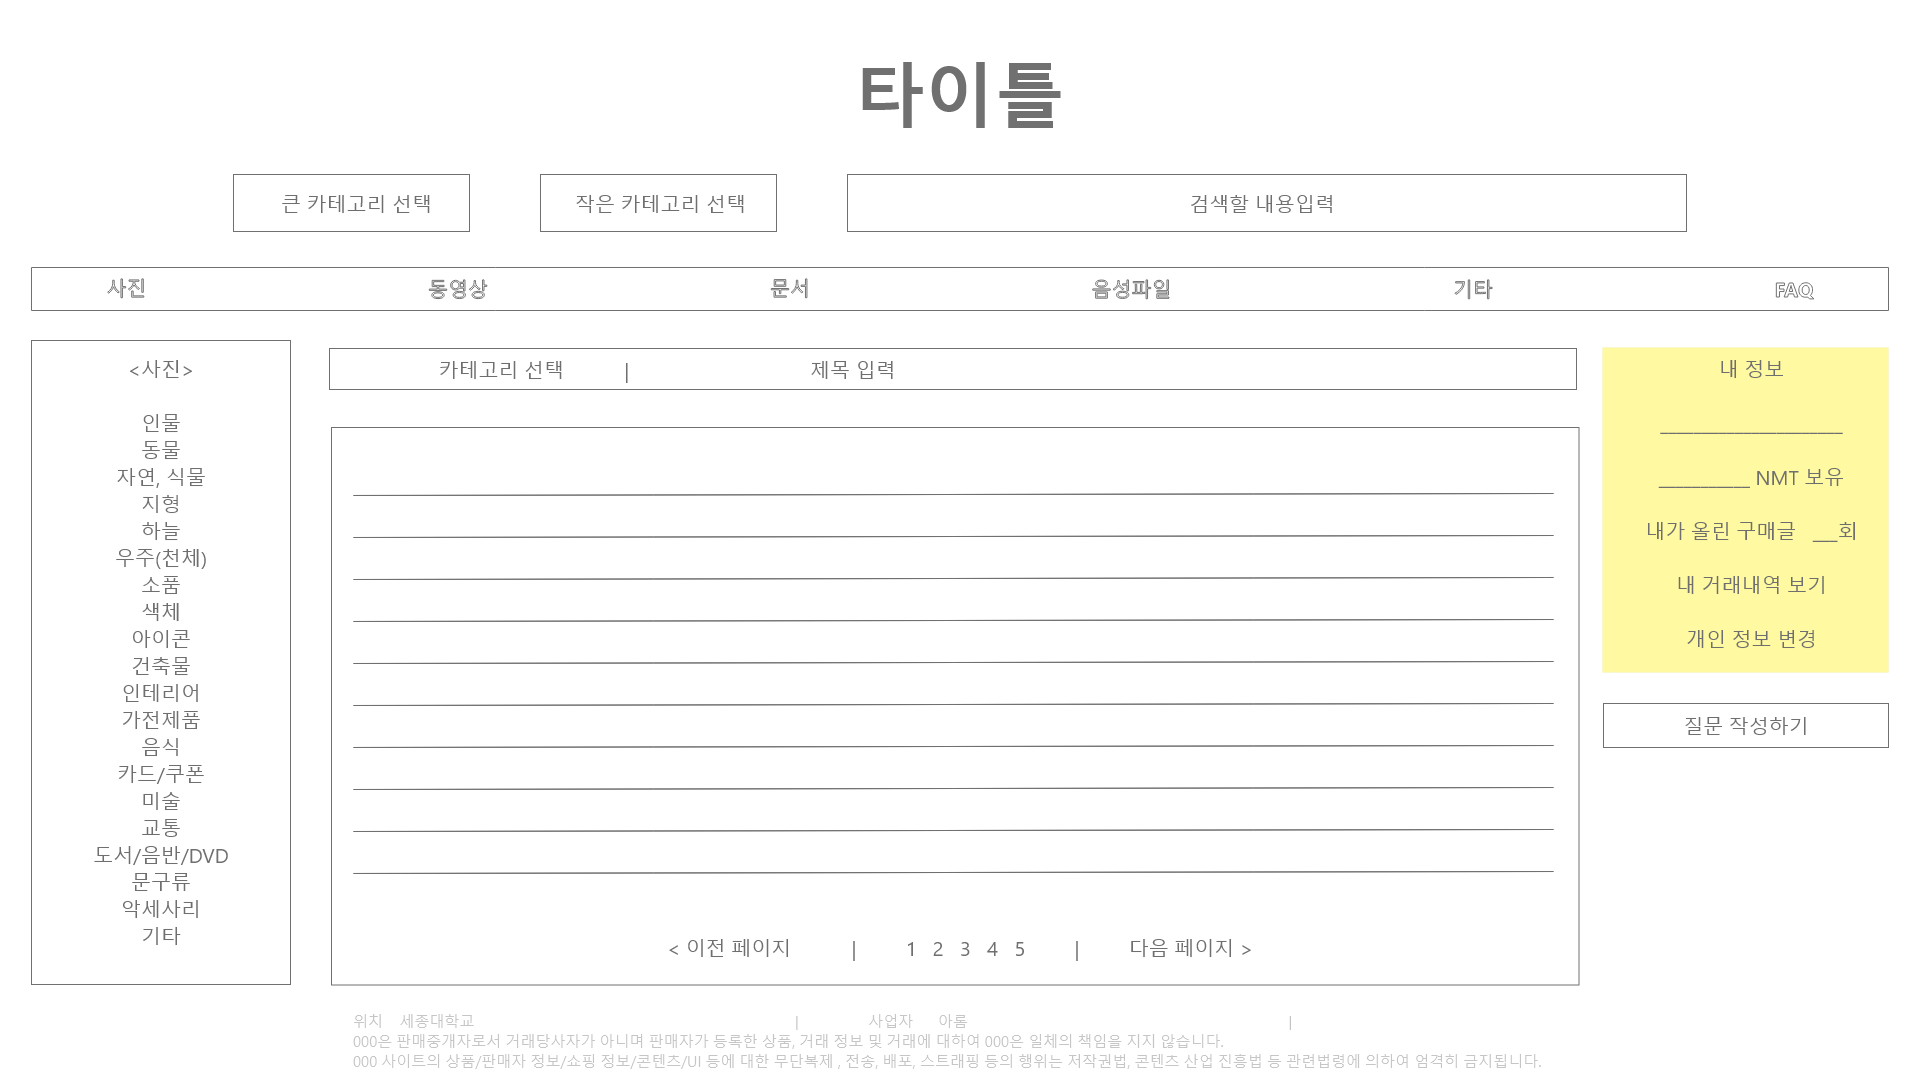 타이틀
큰 카테고리 선택
작은 카테고리 선택
검색할 내용입력
사진 동영상 문서 음성파일 기타 FAQ
<사진>
인물
동물
자연, 식물
지형
하늘
우주(천체)
소품
색체
아이콘
건축물
인테리어
가전제품
음식
카드/쿠폰
미술
교통
도서/음반/DVD
문구류
악세사리
기타
카테고리 선택 | 제목 입력
< 이전 페이지 | 1 2 3 4 5 | 다음 페이지 >
내 정보
___________________
__________ NMT 보유
내가 올린 구매글 ___회
내 거래내역 보기
개인 정보 변경
질문 작성하기
위치 세종대학교 | 사업자 아롬 |
000은 판매중개자로서 거래당사자가 아니며 판매자가 등록한 상품, 거래 정보 및 거래에 대하여 000은 일체의 책임을 지지 않습니다.
000 사이트의 상품/판매자 정보/쇼핑 정보/콘텐츠/UI 등에 대한 무단복제 , 전송, 배포, 스트래핑 등의 행위는 저작권법, 콘텐츠 산업 진흥법 등 관련법령에 의하여 엄격히 금지됩니다.